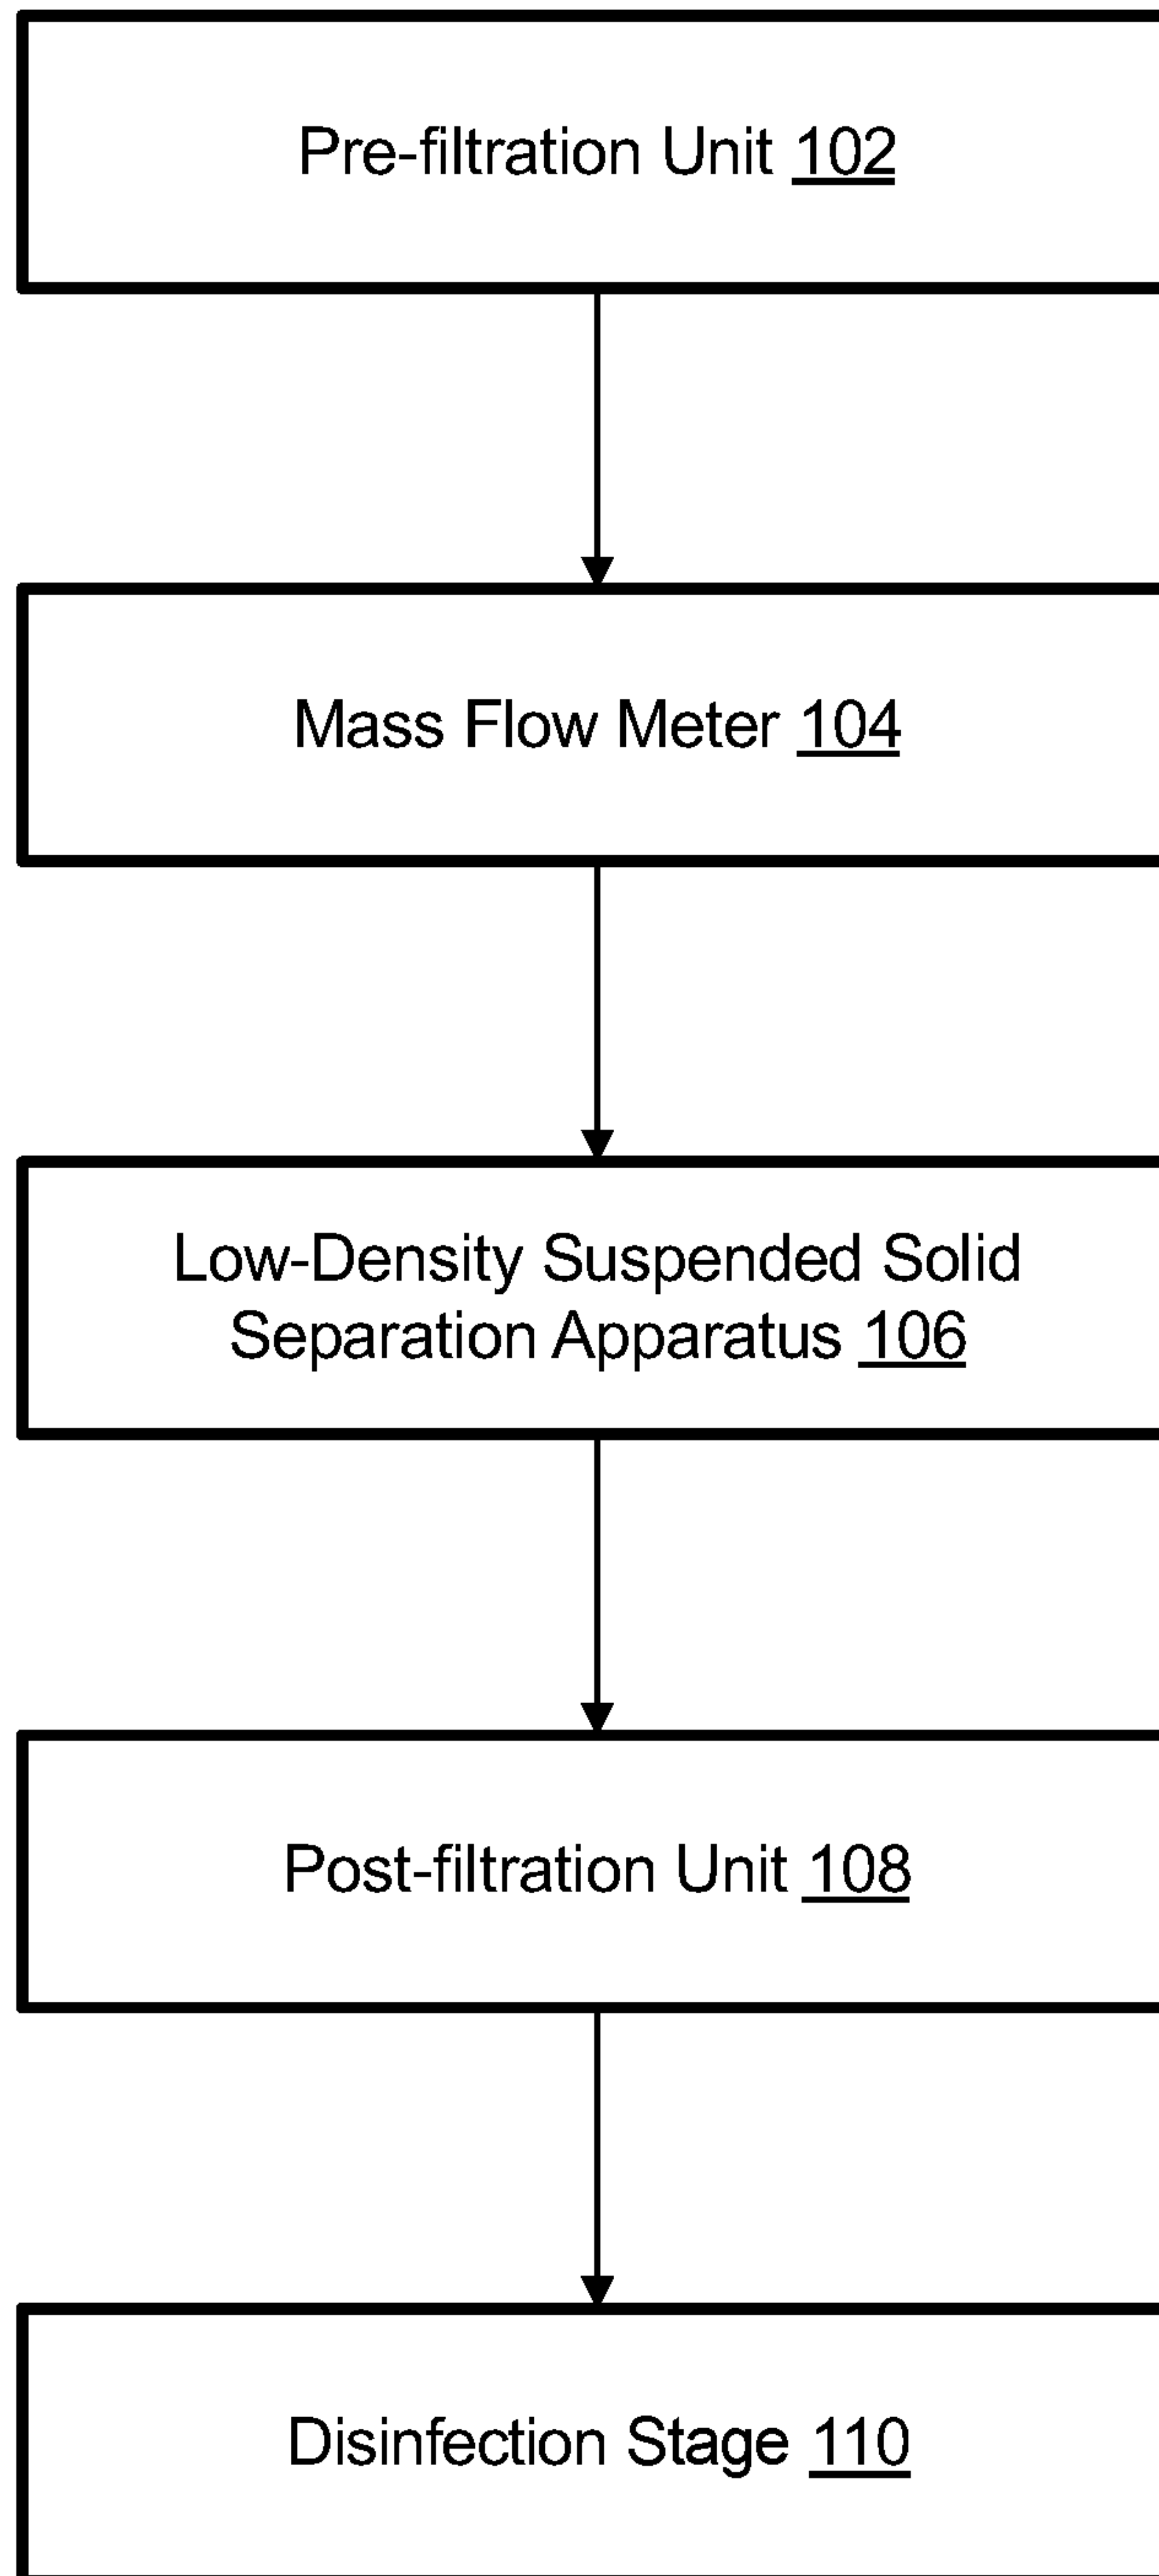 Pre-filtration Unit 102
Mass Flow Meter 104
Low-Density Suspended Solid
Separation Apparatus 106
Post-filtration Unit 108
Disinfection Stage 110